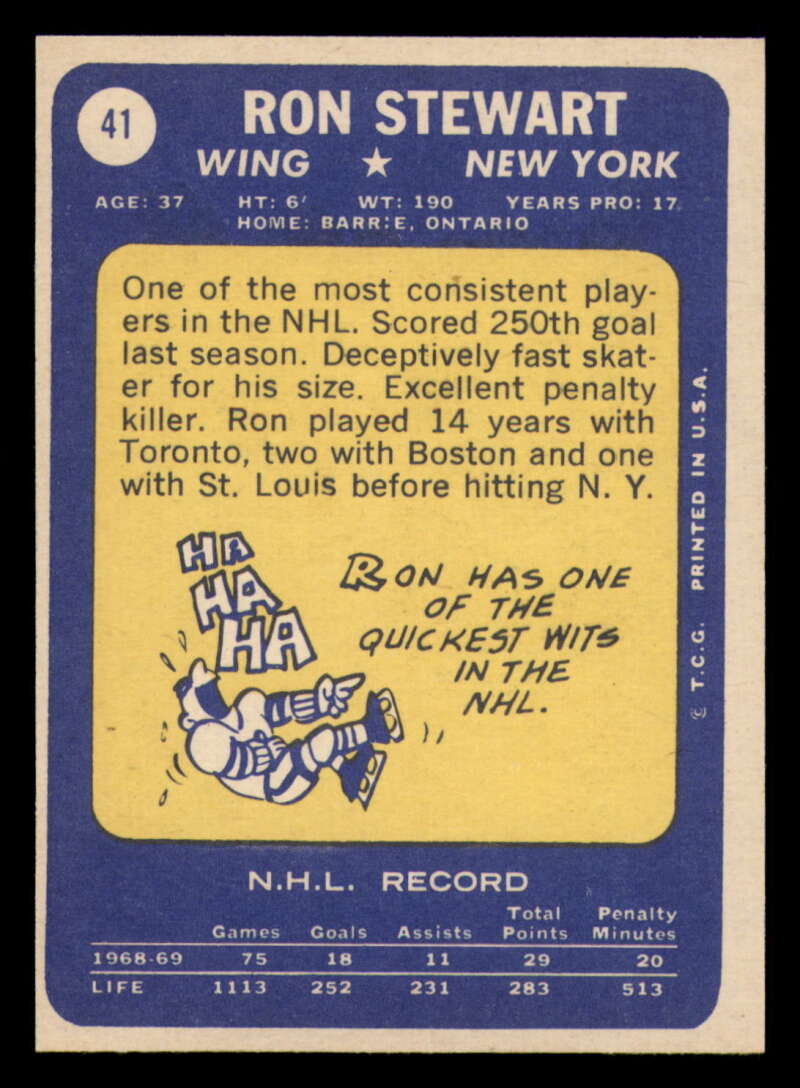 41
RON STEWART
WING ★ NEW YORK
AGE: 37 HT: 6' WT: 190 YEARS PRO: 17
HOME: BARRIE, ONTARIO
One of the most consistent play-
ers in the NHL. Scored 250th goal
last season. Deceptively fast skat-
er for his size. Excellent penalty
killer. Ron played 14 years with
Toronto, two with Boston and one
with St. Louis before hitting N. Y.
HA
HA
HA
RON HAS ONE
OF THE
QUICKEST WITS
IN THE
NHL.
© T.C.G. PRINTED IN U.S.A.
N.H.L. RECORD
Games Goals Assists Total Points Penalty Minutes
1968-69 75 18 11 29 20
LIFE 1113 252 231 283 513